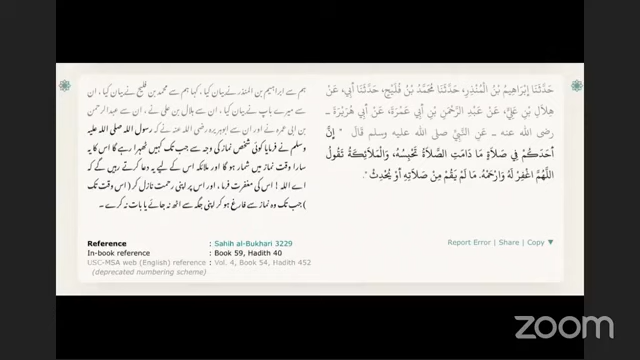 حَدَّثَنَا إِبْرَاهِيمُ بْنُ الْمُنْذِرِ، حَدَّثَنَا مُحَمَّدُ بْنُ فُلَيْحٍ، حَدَّثَنَا أَبِي، عَنْ
هِلاَلِ بْنِ عَلِيٍّ، عَنْ عَبْدِ الرَّحْمَنِ بْنِ أَبِي عَمْرَةَ، عَنْ أَبِي هُرَيْرَةَ ـ
رضى الله عنه ـ عَنِ النَّبِيِّ صلى الله عليه وسلم قَالَ " إِنَّ
أَحَدَكُمْ فِي صَلاَةٍ مَا دَامَتِ الصَّلاَةُ تَحْبِسُهُ، وَالْمَلاَئِكَةُ تَقُولُ
اللَّهُمَّ اغْفِرْ لَهُ وَارْحَمْهُ. مَا لَمْ يَقُمْ مِنْ صَلاَتِهِ أَوْ يُحْدِثْ ".
ہم سے ابراہیم بن المنذر نے بیان کیا، کہا ہم سے محمد بن فلیح نے بیان کیا، ان
سے میرے باپ نے بیان کیا، ان سے ہلال بن علی نے، ان سے عبدالرحمن
بن ابی عمرہ نے اور ان سے ابوہریرہ رضی اللہ عنہ نے کہ رسول اللہ صلی اللہ علیہ
وسلم نے فرمایا کوئی شخص نماز کی وجہ سے جب تک کہیں ٹھہرا رہے گا اس کا یہ
سارا وقت نماز میں شمار ہو گا اور ملائکہ اس کے لیے یہ دعا کرتے رہیں گے کہ
اے اللہ! اس کی مغفرت فرما، اور اس پر اپنی رحمت نازل کر (اس وقت تک
) جب تک وہ نماز سے فارغ ہو کر اپنی جگہ سے اٹھ نہ جائے یا بات نہ کرے۔
Reference : Sahih al-Bukhari 3229
In-book reference : Book 59, Hadith 40
USC-MSA web (English) reference : Vol. 4, Book 54, Hadith 452
(deprecated numbering scheme)
Report Error | Share | Copy ▼
zoom